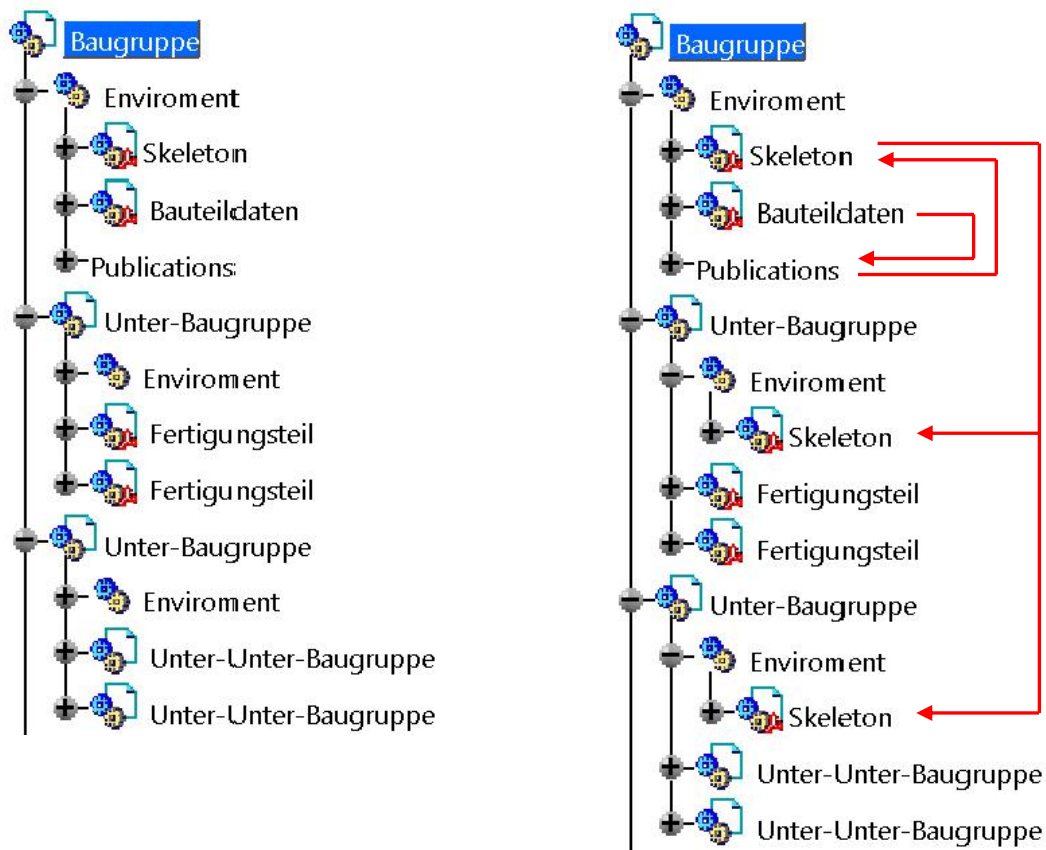 Baugruppe
Enviroment
Skeleton
Bauteildaten
Publications
Unter-Baugruppe
Enviroment
Fertigungsteil
Fertigungsteil
Unter-Baugruppe
Enviroment
Unter-Unter-Baugruppe
Unter-Unter-Baugruppe
Baugruppe
Enviroment
Skeleton
Bauteildaten
Publications
Unter-Baugruppe
Enviroment
Skeleton
Fertigungsteil
Fertigungsteil
Unter-Baugruppe
Enviroment
Skeleton
Unter-Unter-Baugruppe
Unter-Unter-Baugruppe